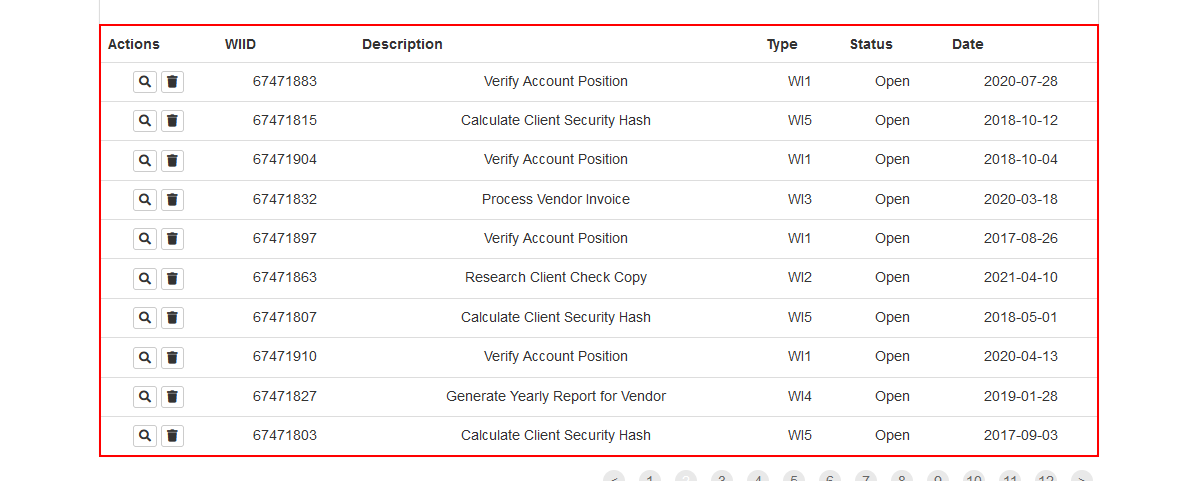 Actions WIID Description Type Status Date
67471883 Verify Account Position WI1 Open 2020-07-28
67471815 Calculate Client Security Hash WI5 Open 2018-10-12
67471904 Verify Account Position WI1 Open 2018-10-04
67471832 Process Vendor Invoice WI3 Open 2020-03-18
67471897 Verify Account Position WI1 Open 2017-08-26
67471863 Research Client Check Copy WI2 Open 2021-04-10
67471807 Calculate Client Security Hash WI5 Open 2018-05-01
67471910 Verify Account Position WI1 Open 2020-04-13
67471827 Generate Yearly Report for Vendor WI4 Open 2019-01-28
67471803 Calculate Client Security Hash WI5 Open 2017-09-03
< 1 2 3 4 5 6 7 8 9 10 11 12 >